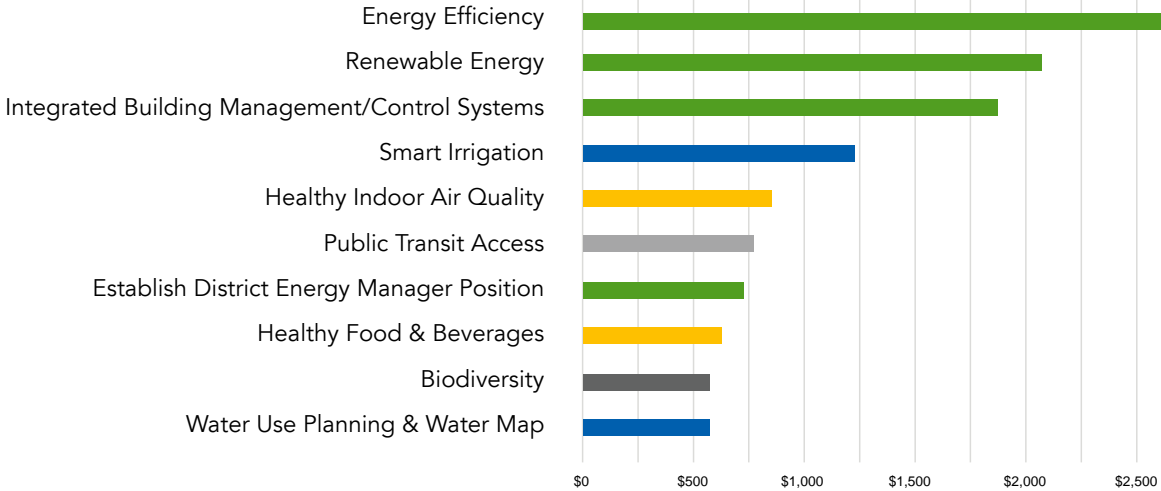 Energy Efficiency
Renewable Energy
Integrated Building Management/Control Systems
Smart Irrigation
Healthy Indoor Air Quality
Public Transit Access
Establish District Energy Manager Position
Healthy Food & Beverages
Biodiversity
Water Use Planning & Water Map
$0 $500 $1,000 $1,500 $2,000 $2,500